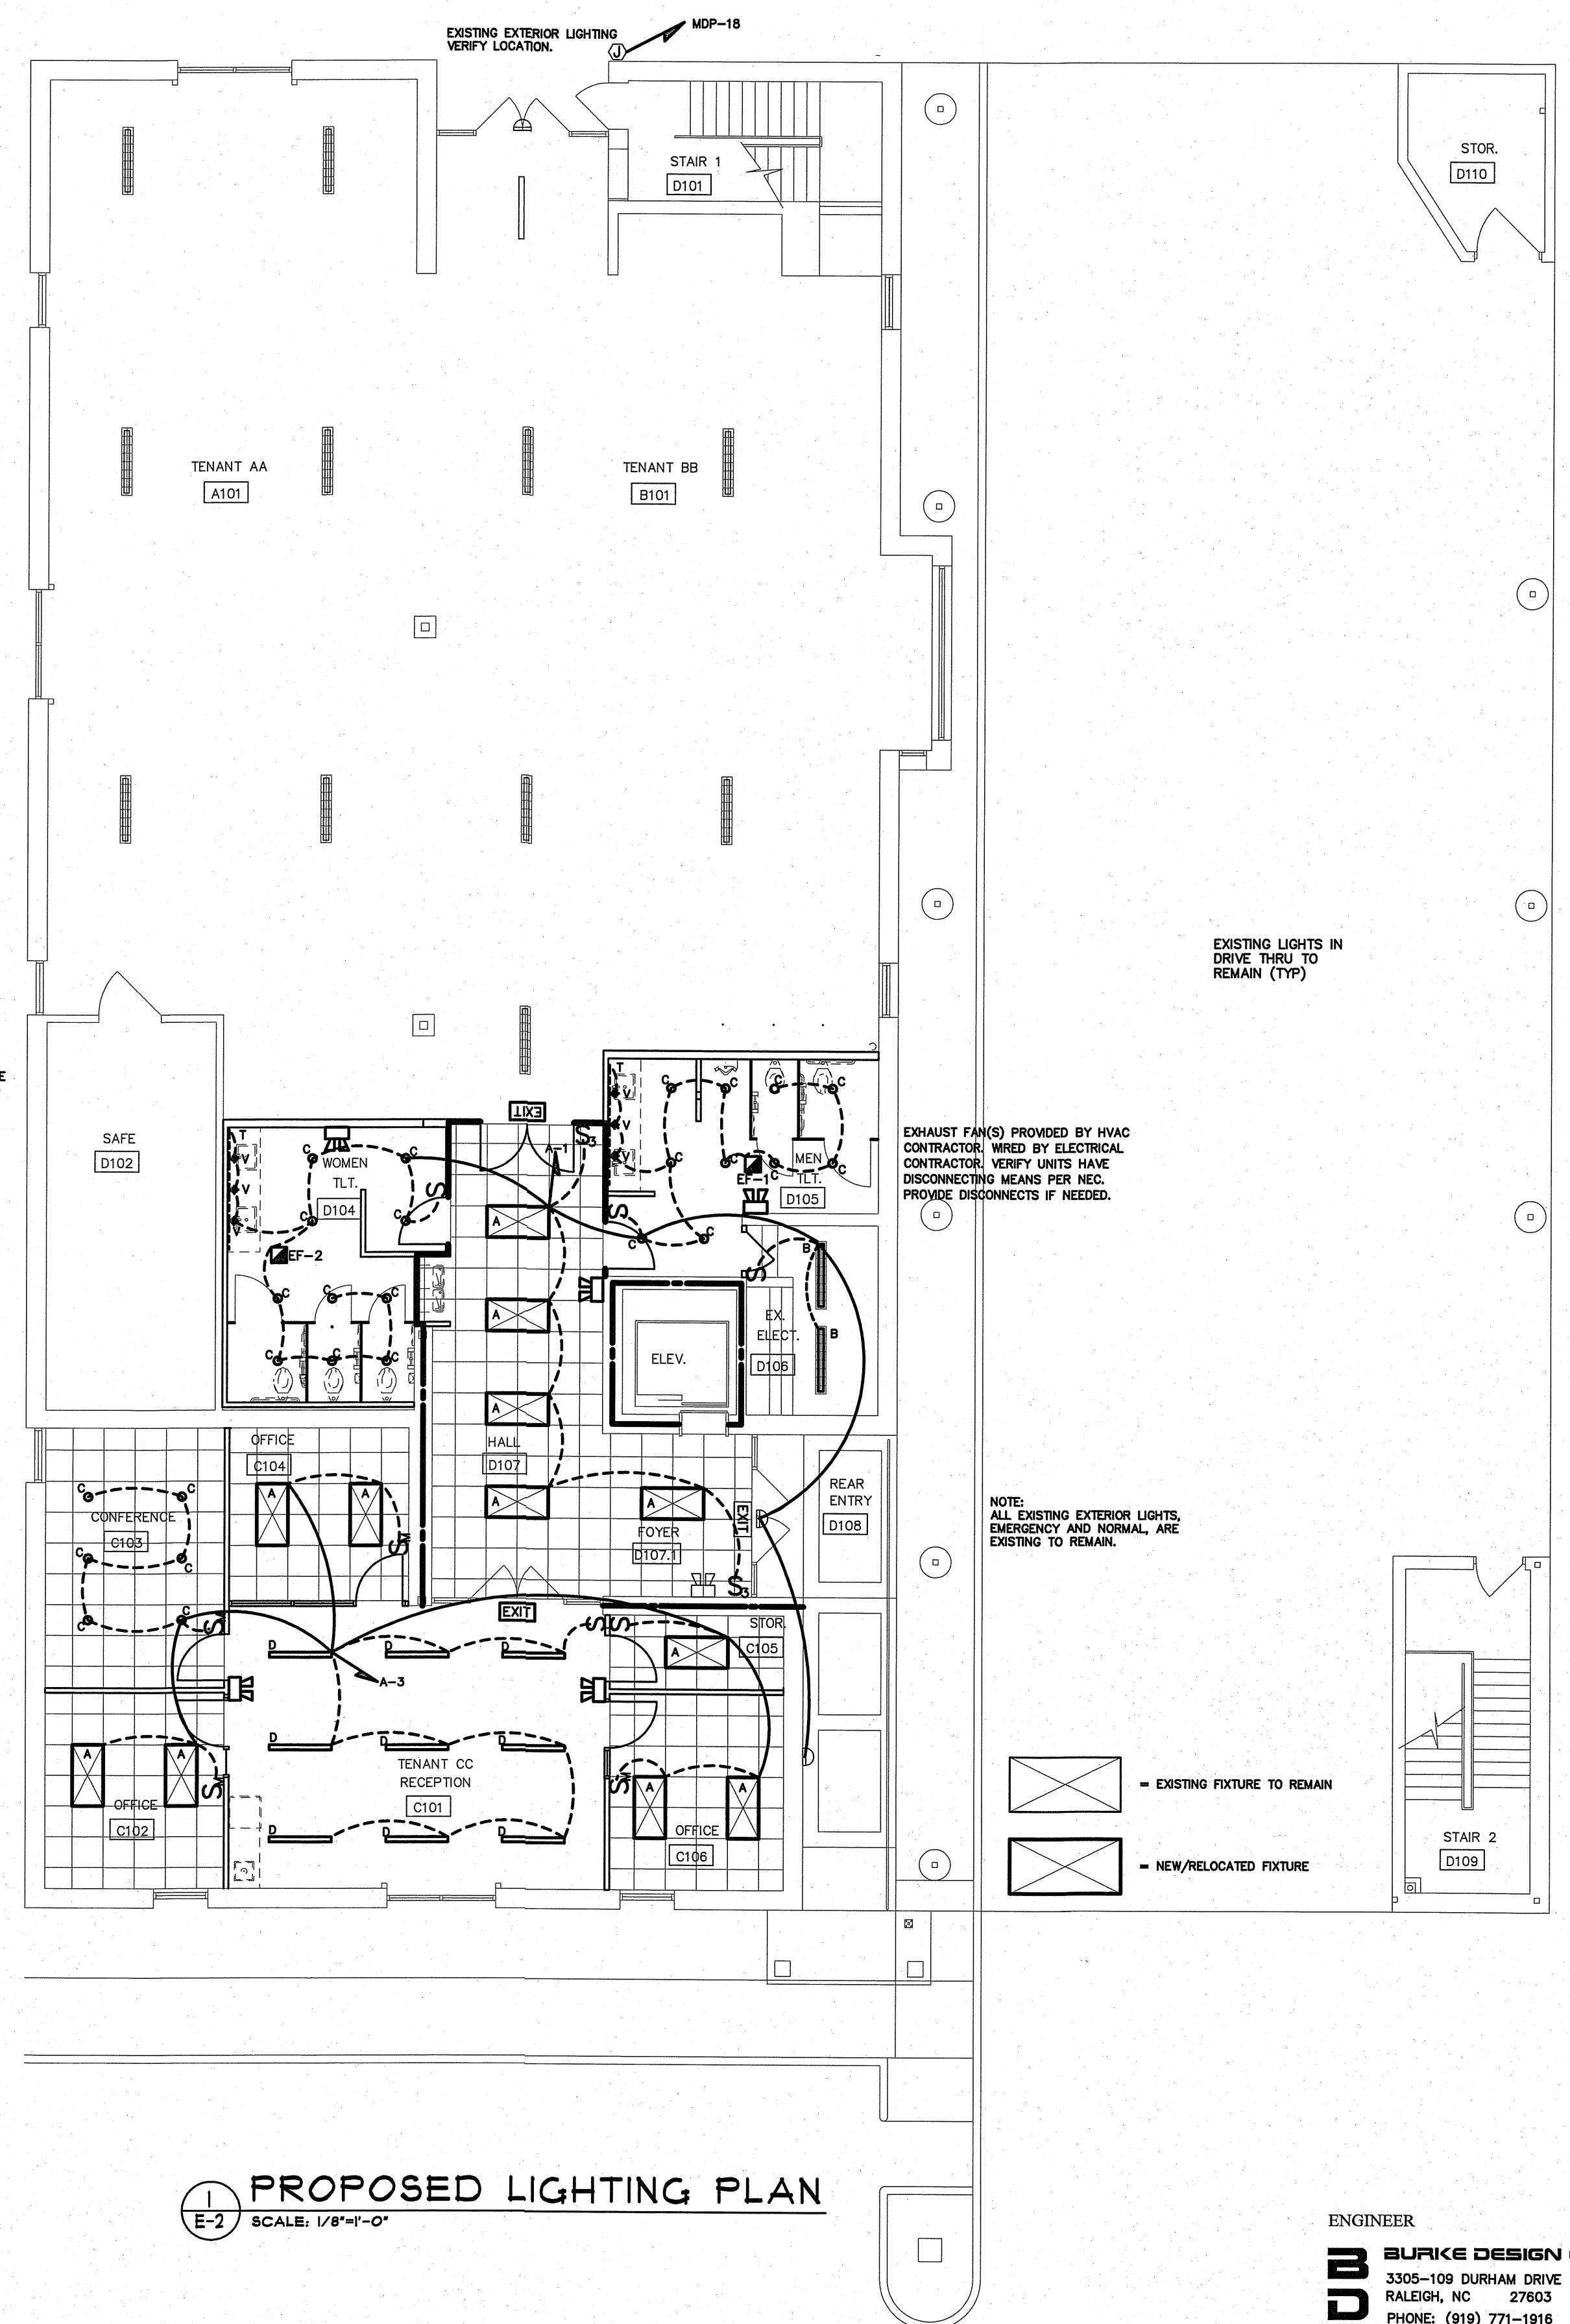 EXISTING EXTERIOR LIGHTING
VERIFY LOCATION.
J
MDP-18
STAIR 1
D101
STOR.
D110
TENANT AA
A101
TENANT BB
B101
EXISTING LIGHTS IN
DRIVE THRU TO
REMAIN (TYP)
E
SAFE
D102
EXIT
A-1
S3
T
V
V
V
C
C
C
C
WOMEN
TLT.
D104
S
EF-2
C
C
C
C
C
C
T
V
V
V
C
C
C
C
C
C
C
C
MEN
TLT.
D105
EF-1
S
C
C
EXHAUST FAN(S) PROVIDED BY HVAC
CONTRACTOR. WIRED BY ELECTRICAL
CONTRACTOR. VERIFY UNITS HAVE
DISCONNECTING MEANS PER NEC.
PROVIDE DISCONNECTS IF NEEDED.
A
A
A
A
S
B
B
EX.
ELECT.
D106
ELEV.
HALL
D107
A
FOYER
D107.1
EXIT
S3
REAR
ENTRY
D108
OFFICE
C104
A
A
S
C
C
CONFERENCE
C103
C
C
C
C
S
NOTE:
ALL EXISTING EXTERIOR LIGHTS,
EMERGENCY AND NORMAL, ARE
EXISTING TO REMAIN.
EXIT
S
S
STOR.
C105
A
D
D
D
A-3
D
D
D
TENANT CC
RECEPTION
C101
D
D
D
A
A
S
OFFICE
C102
S
A
A
OFFICE
C106
= EXISTING FIXTURE TO REMAIN
= NEW/RELOCATED FIXTURE
STAIR 2
D109
1
E-2
PROPOSED LIGHTING PLAN
SCALE: 1/8"=1'-0"
ENGINEER
B
D
BURKE DESIGN
3305-109 DURHAM DRIVE
RALEIGH, NC 27603
PHONE: (919) 771-1916